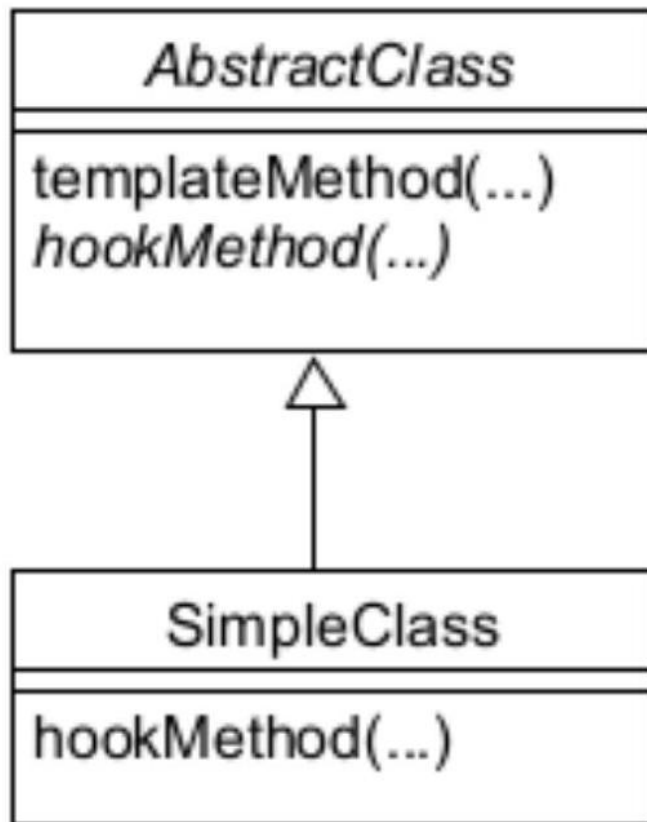 AbstractClass
templateMethod(...)
hookMethod(...)
SimpleClass
hookMethod(...)